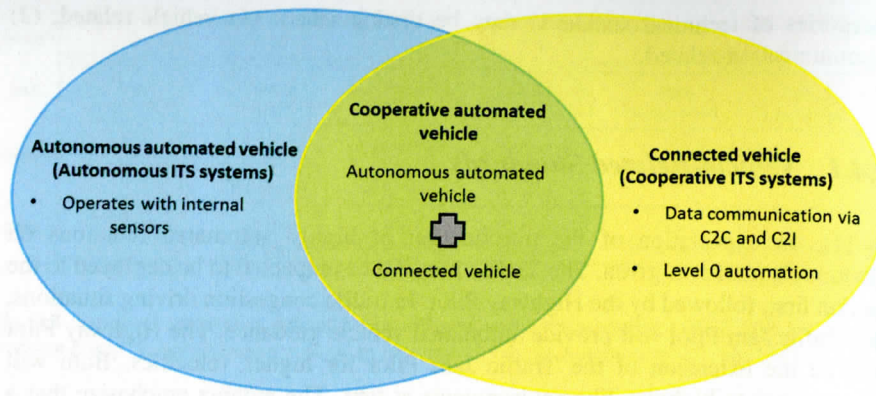 Autonomous automated vehicle
(Autonomous ITS systems)
• Operates with internal
sensors
Cooperative automated
vehicle
Autonomous automated
vehicle
Connected vehicle
Connected vehicle
(Cooperative ITS systems)
• Data communication via
C2C and C2I
• Level 0 automation